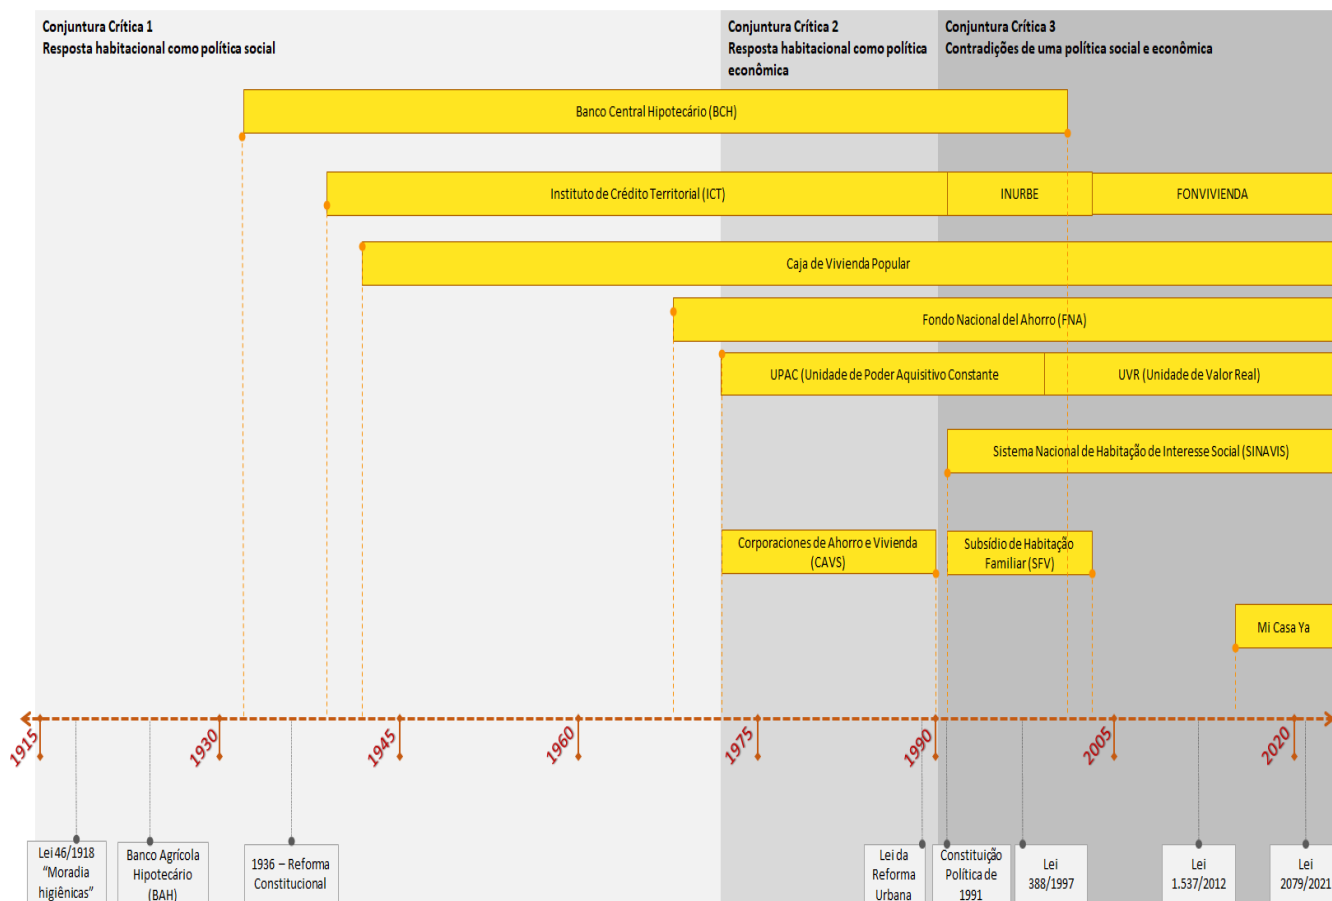 Conjuntura Crítica 1
Resposta habitacional como política social
Conjuntura Crítica 2
Resposta habitacional como política
econômica
Conjuntura Crítica 3
Contradições de uma política social e econômica
Banco Central Hipotecário (BCH)
Instituto de Crédito Territorial (ICT)
INURBE
FONVIVIENDA
Caja de Vivienda Popular
Fondo Nacional del Ahorro (FNA)
UPAC (Unidade de Poder Aquisitivo Constante
UVR (Unidade de Valor Real)
Sistema Nacional de Habitação de Interesse Social (SINAVIS)
Corporaciones de Ahorro e Vivienda
(CAVS)
Subsídio de Habitação
Familiar (SFV)
Mi Casa Ya
1915
1930
1945
1960
1975
1990
2005
2020
Lei 46/1918
“Moradia
higiênicas”
Banco Agrícola
Hipotecário
(BAH)
1936 – Reforma
Constitucional
Lei da
Reforma
Urbana
Constituição
Política de
1991
Lei
388/1997
Lei
1.537/2012
Lei
2079/2021